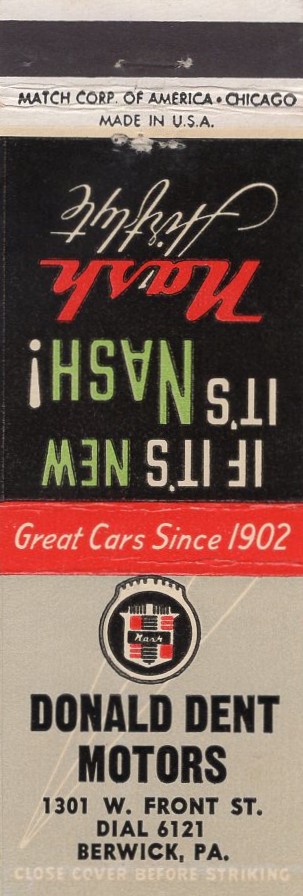 MATCH CORP. OF AMERICA • CHICAGO
MADE IN U.S.A.
IF IT'S NEW
IT'S NASH!
Nash
Airflyte
Great Cars Since 1902
Nash
DONALD DENT
MOTORS
1301 W. FRONT ST.
DIAL 6121
BERWICK, PA.
CLOSE COVER BEFORE STRIKING